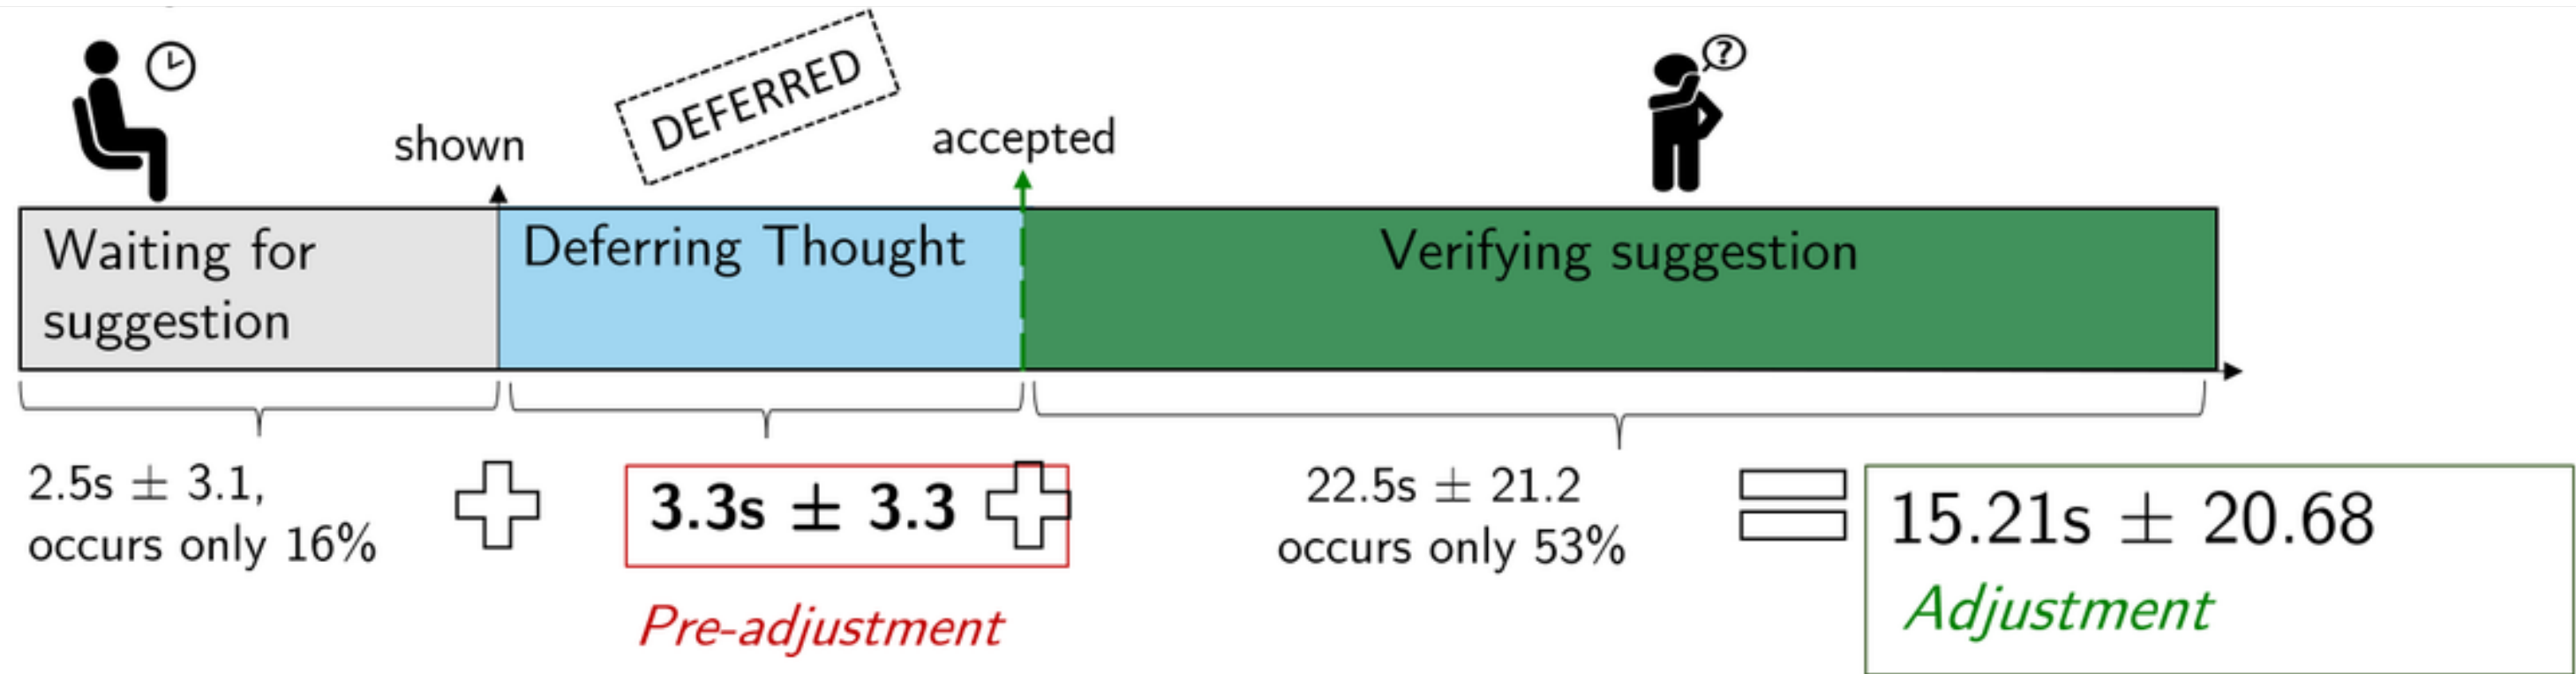 DEFERRED
?
shown
accepted
Waiting for
suggestion
Deferring Thought
Verifying suggestion
2.5s ± 3.1,
occurs only 16%
3.3s ± 3.3
Pre-adjustment
22.5s ± 21.2
occurs only 53%
15.21s ± 20.68
Adjustment